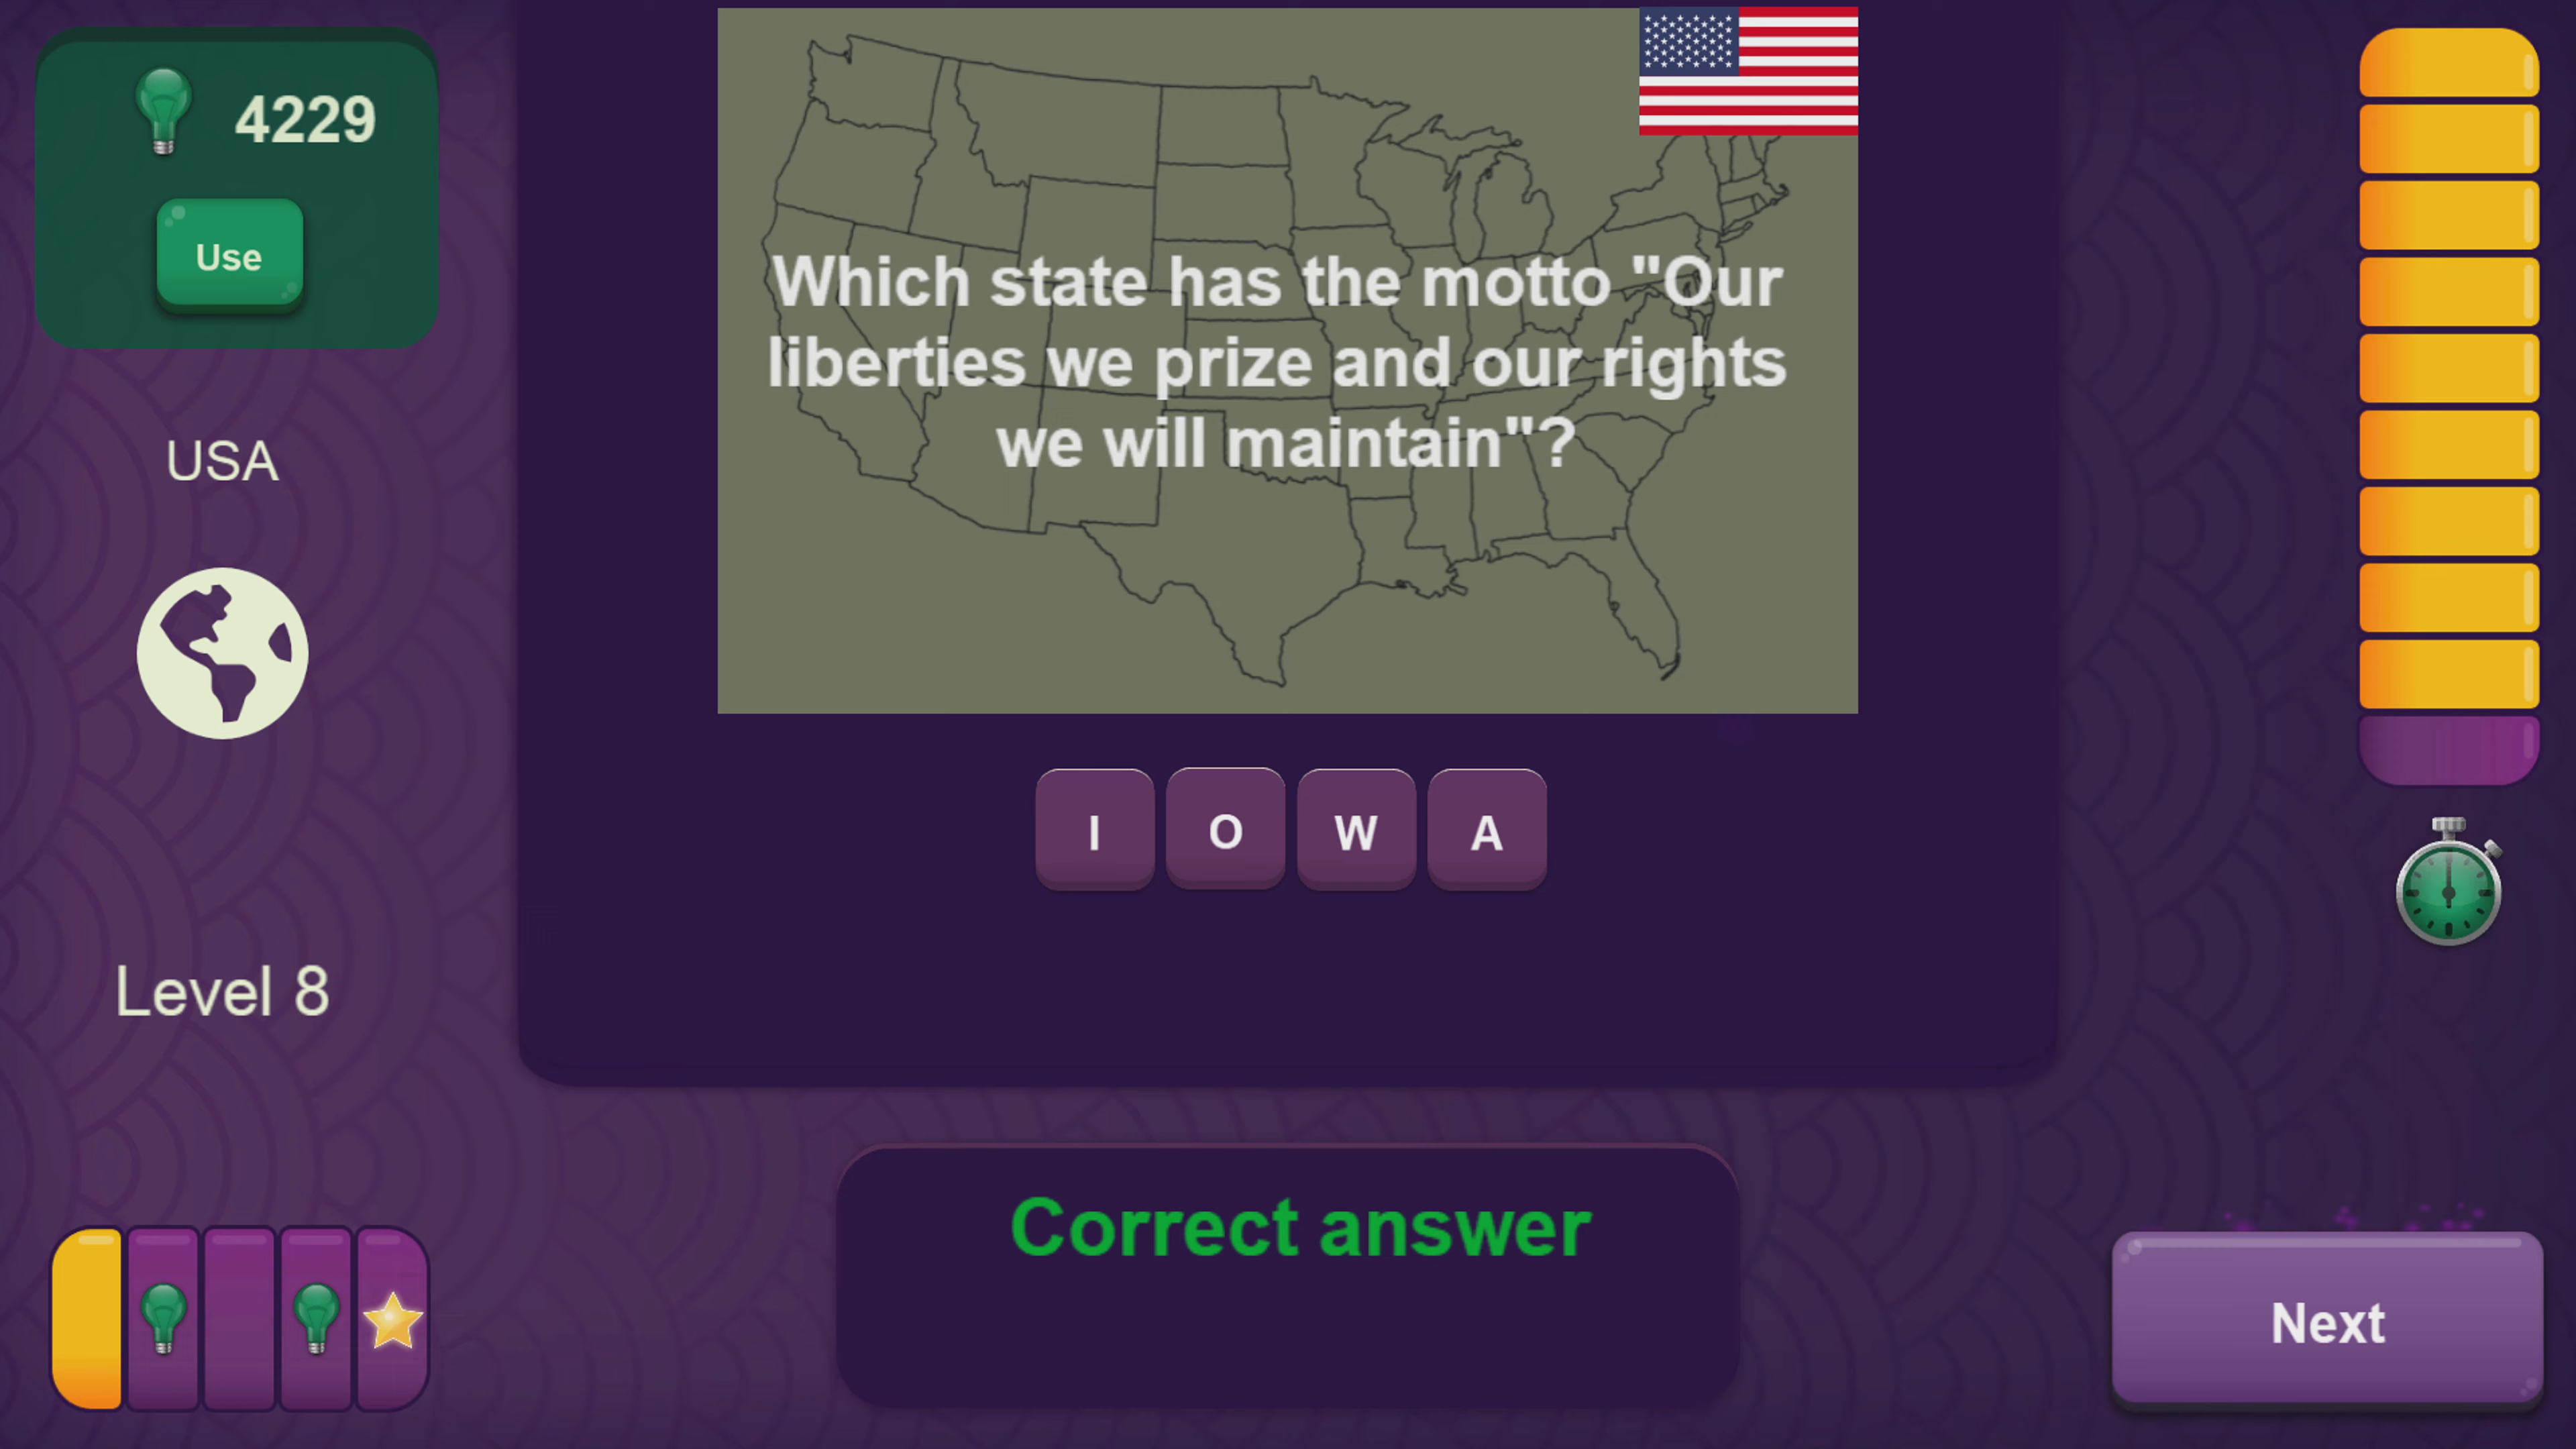 4229
Use
USA
Level 8
Which state has the motto "Our
liberties we prize and our rights
we will maintain"?
I O W A
Correct answer
Next